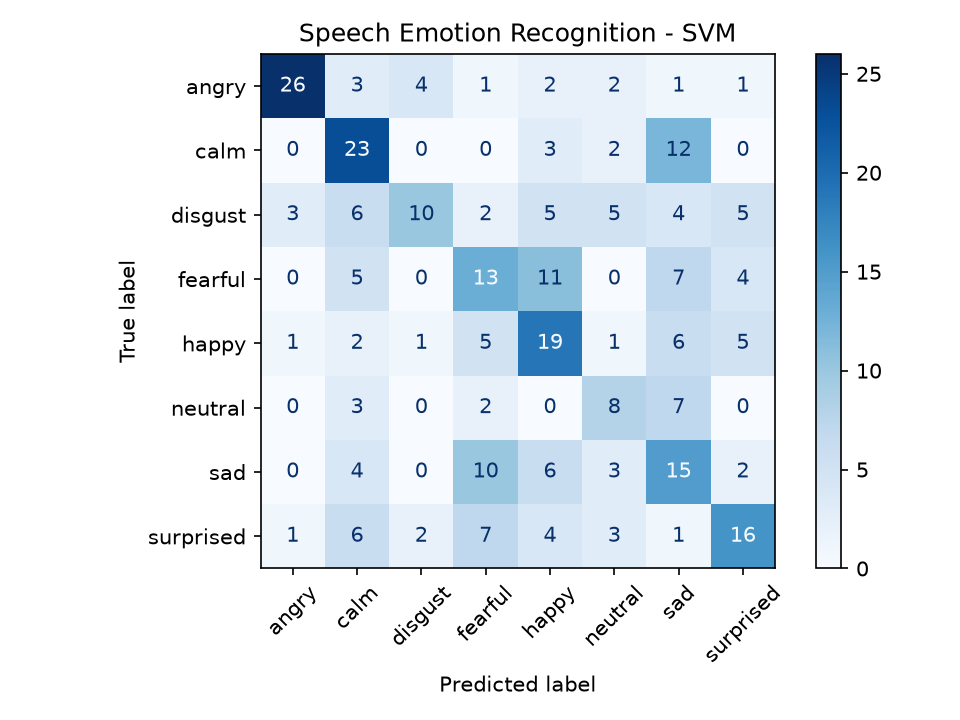 Speech Emotion Recognition - SVM
angry 26 3 4 1 2 2 1 1
calm 0 23 0 0 3 2 12 0
disgust 3 6 10 2 5 5 4 5
fearful 0 5 0 13 11 0 7 4
happy 1 2 1 5 19 1 6 5
neutral 0 3 0 2 0 8 7 0
sad 0 4 0 10 6 3 15 2
surprised 1 6 2 7 4 3 1 16
angry calm disgust fearful happy neutral sad surprised
Predicted label
True label
25
20
15
10
5
0